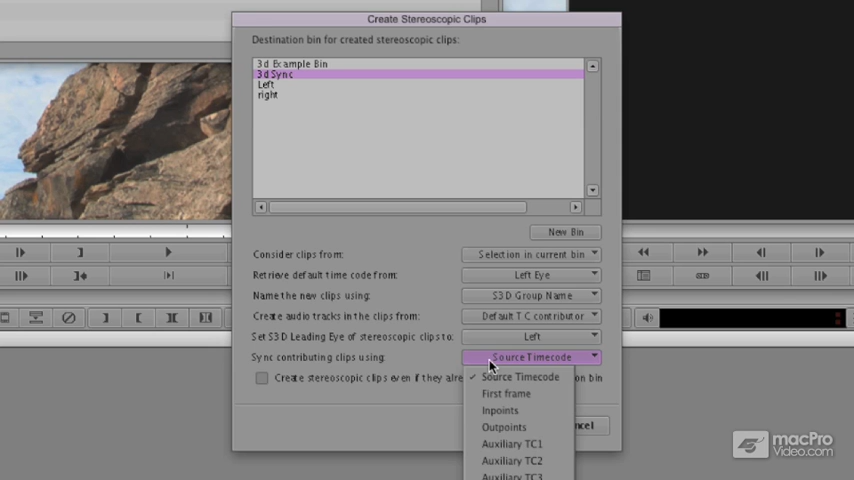 Create Stereoscopic Clips
Destination bin for created stereoscopic clips:
3d Example Bin
3d Sync
Left
right
New Bin
Consider clips from: Selection in current bin
Retrieve default time code from: Left Eye
Name the new clips using: S3D Group Name
Create audio tracks in the clips from: Default TC contributor
Set S3D Leading Eye of stereoscopic clips to: Left
Sync contributing clips using: Source Timecode
Create stereoscopic clips even if they alre on bin
✓ Source Timecode
First frame
Inpoints
Outpoints
ncel
Auxiliary TC1
Auxiliary TC2
Auxiliary TC3
macPro
Video.com